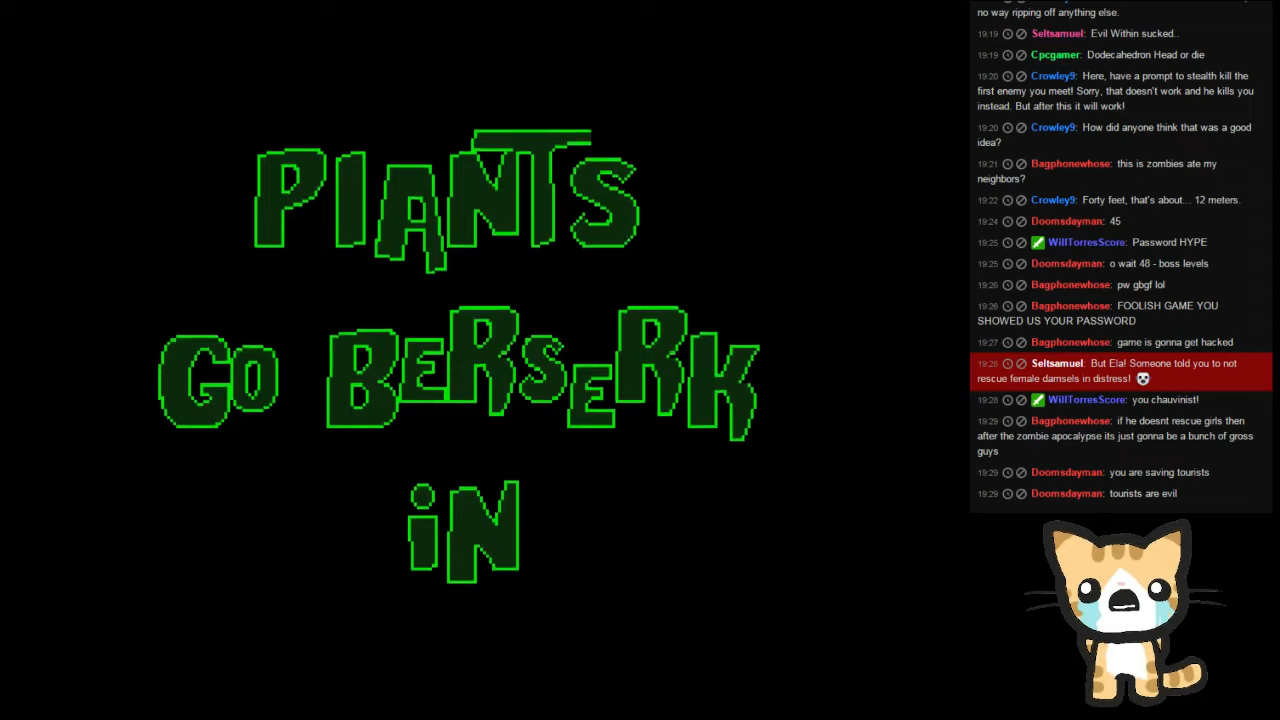 PlANTS
GO BERSERK
iN
no way ripping off anything else.
19:19 Seltsamuel: Evil Within sucked..
19:19 Cpcgamer: Dodecahedron Head or die
19:20 Crowley9: Here, have a prompt to stealth kill the
first enemy you meet! Sorry, that doesn't work and he kills you
instead. But after this it will work!
19:20 Crowley9: How did anyone think that was a good
idea?
19:21 Bagphonewhose: this is zombies ate my
neighbors?
19:22 Crowley9: Forty feet, that's about... 12 meters.
19:24 Doomsdayman: 45
19:25 WillTorresScore: Password HYPE
19:25 Doomsdayman: o wait 48 - boss levels
19:26 Bagphonewhose: pw gbgf lol
19:26 Bagphonewhose: FOOLISH GAME YOU
SHOWED US YOUR PASSWORD
19:27 Bagphonewhose: game is gonna get hacked
19:28 Seltsamuel: But Ela! Someone told you to not
rescue female damsels in distress!
19:28 WillTorresScore: you chauvinist!
19:29 Bagphonewhose: if he doesnt rescue girls then
after the zombie apocalypse its just gonna be a bunch of gross
guys
19:29 Doomsdayman: you are saving tourists
19:29 Doomsdayman: tourists are evil